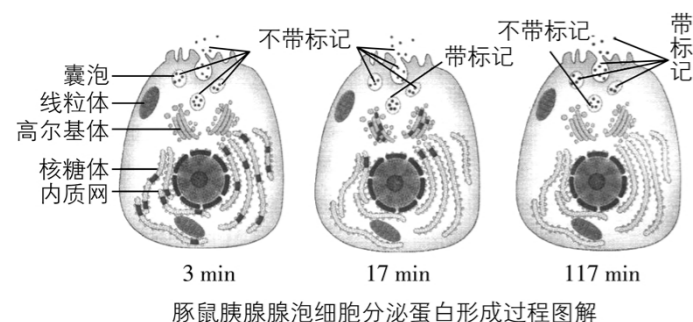 不带标记
带标记
不带标记
带标记
囊泡
线粒体
高尔基体
核糖体
内质网
3 min
17 min
117 min
豚鼠胰腺腺泡细胞分泌蛋白形成过程图解